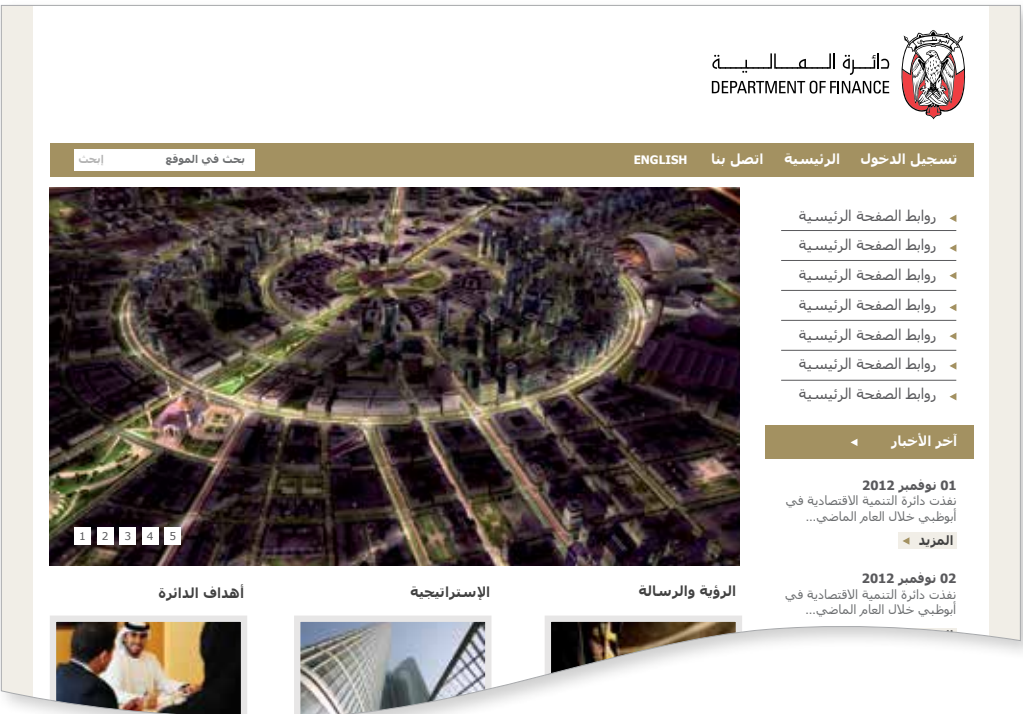 دائرة المالية
DEPARTMENT OF FINANCE
تسجيل الدخول الرئيسية اتصل بنا ENGLISH بحث في الموقع إبحث
روابط الصفحة الرئيسية
روابط الصفحة الرئيسية
روابط الصفحة الرئيسية
روابط الصفحة الرئيسية
روابط الصفحة الرئيسية
روابط الصفحة الرئيسية
روابط الصفحة الرئيسية
آخر الأخبار
01 نوفمبر 2012
نفذت دائرة التنمية الاقتصادية في
أبوظبي خلال العام الماضي...
المزيد
02 نوفمبر 2012
نفذت دائرة التنمية الاقتصادية في
أبوظبي خلال العام الماضي...
1 2 3 4 5
الرؤية والرسالة الإستراتيجية أهداف الدائرة